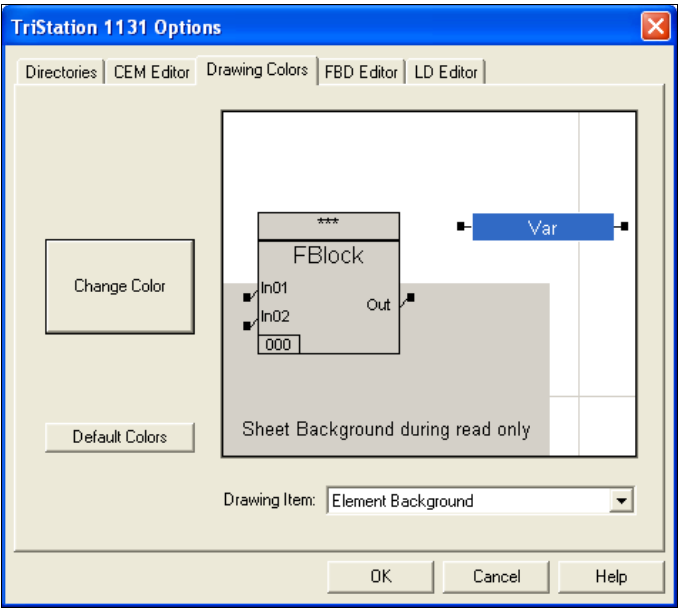 TriStation 1131 Options
Directories CEM Editor Drawing Colors FBD Editor LD Editor
***
Var
FBlock
Change Color
In01
Out
In02
000
Sheet Background during read only
Default Colors
Drawing Item: Element Background
OK Cancel Help